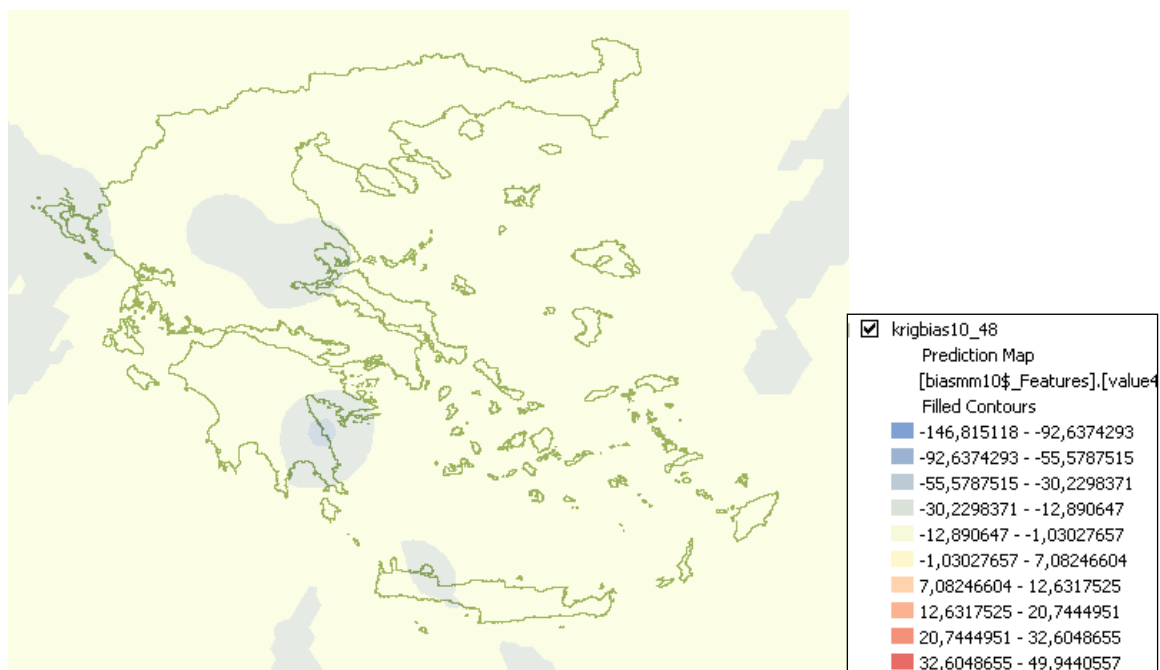 krigbias10_48
Prediction Map
[biasmm10$_Features].[value4
Filled Contours
-146,815118 - -92,6374293
-92,6374293 - -55,5787515
-55,5787515 - -30,2298371
-30,2298371 - -12,890647
-12,890647 - -1,03027657
-1,03027657 - 7,08246604
7,08246604 - 12,6317525
12,6317525 - 20,7444951
20,7444951 - 32,6048655
32,6048655 - 49,9440557